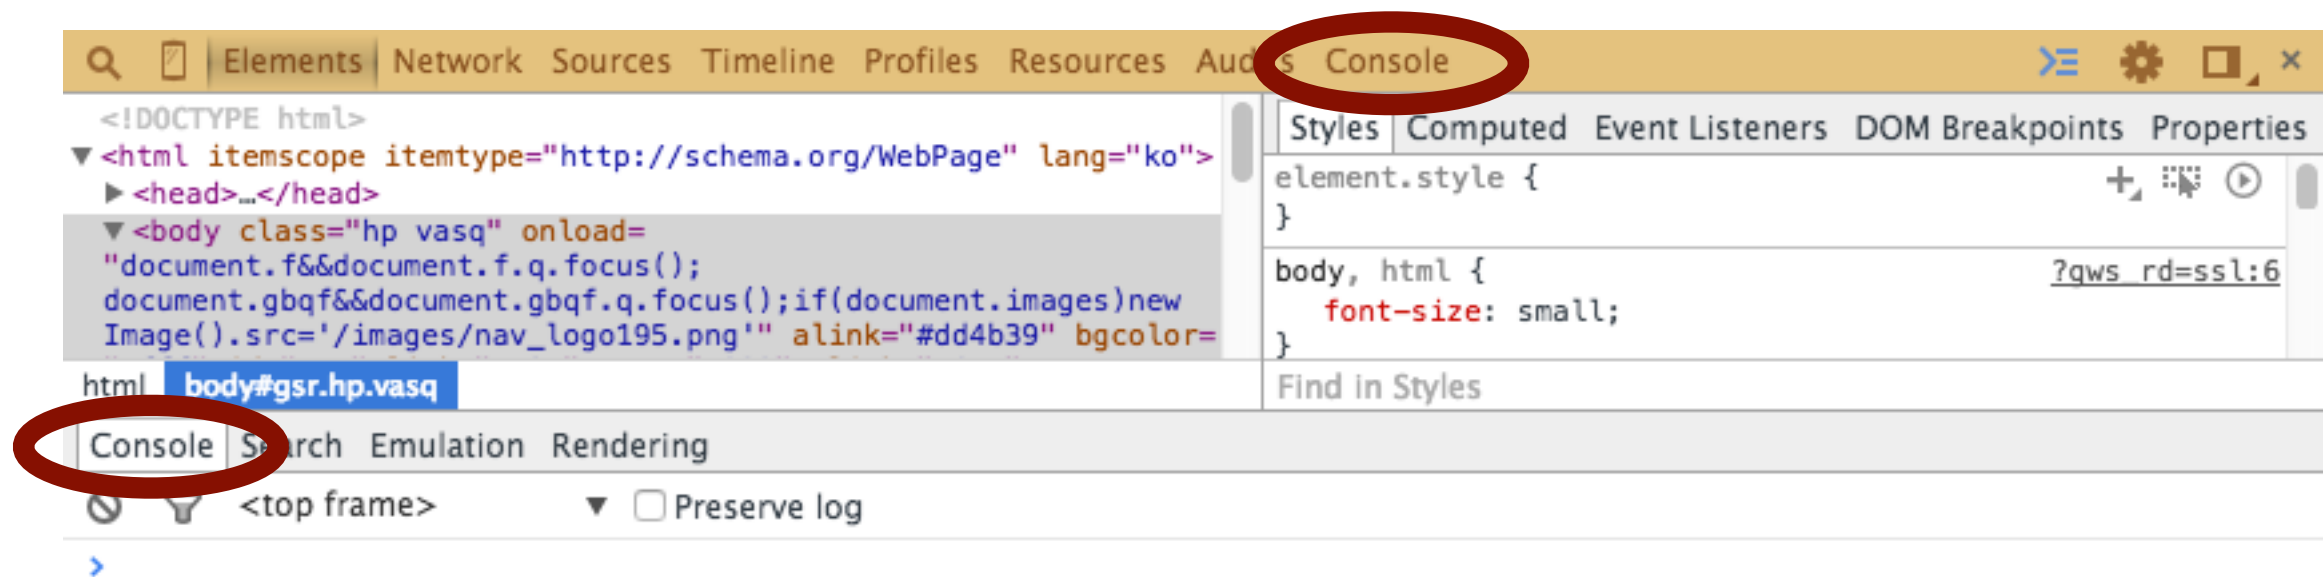 Elements Network Sources Timeline Profiles Resources Audits Console
<!DOCTYPE html>
▼<html itemscope itemtype="http://schema.org/WebPage" lang="ko">
▶<head>…</head>
▼<body class="hp vasq" onload=
"document.f&&document.f.q.focus();
document.gbqf&&document.gbqf.q.focus();if(document.images)new
Image().src='/images/nav_logo195.png'" alink="#dd4b39" bgcolor=
html body#gsr.hp.vasq
Styles Computed Event Listeners DOM Breakpoints Properties
element.style {
}
body, html { ?gws_rd=ssl:6
font-size: small;
}
Find in Styles
Console Search Emulation Rendering
<top frame> ▼ Preserve log
>